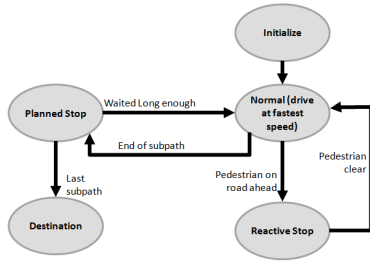 Initialize
Waited Long enough
Planned Stop
Normal (drive
at fastest
speed)
End of subpath
Pedestrian
clear
Last
subpath
Pedestrian on
road ahead
Destination
Reactive Stop